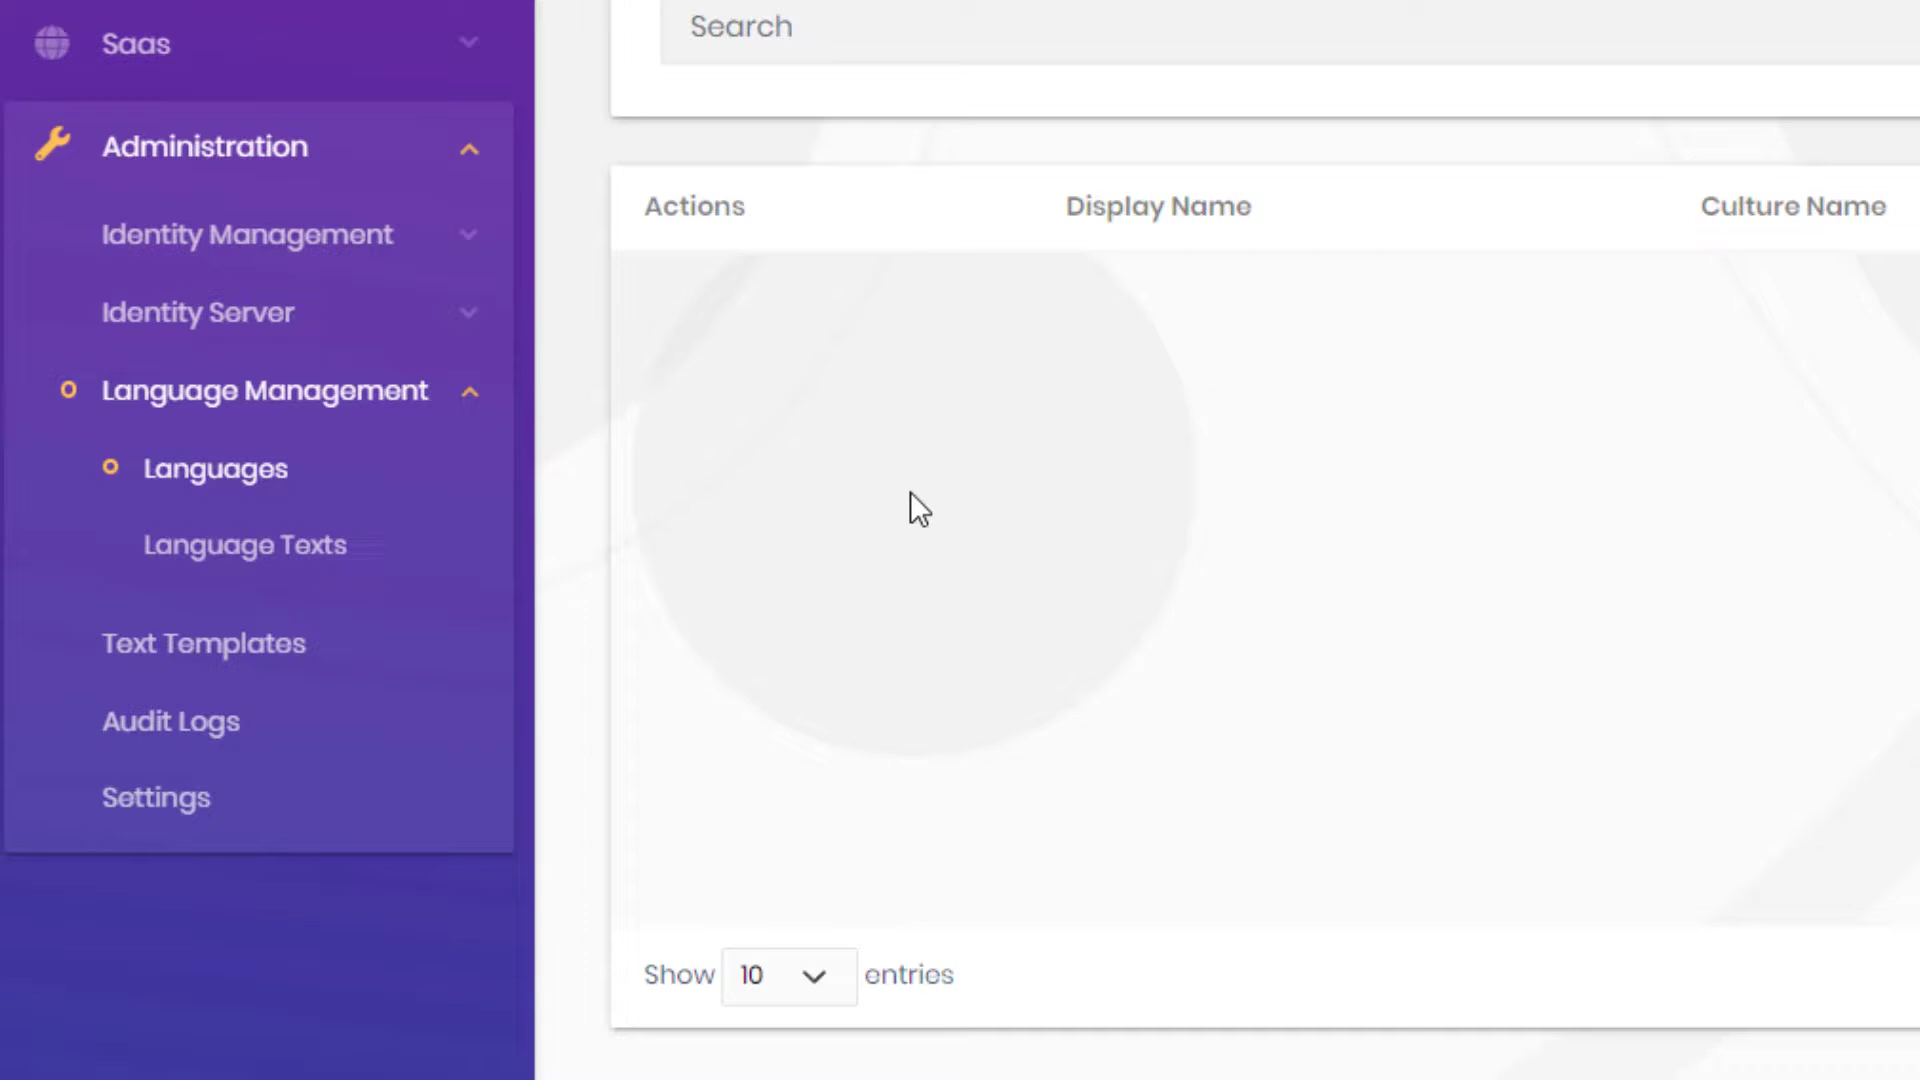 Saas
Administration
Identity Management
Identity Server
Language Management
Languages
Language Texts
Text Templates
Audit Logs
Settings
Search
Actions Display Name Culture Name
Show 10 entries